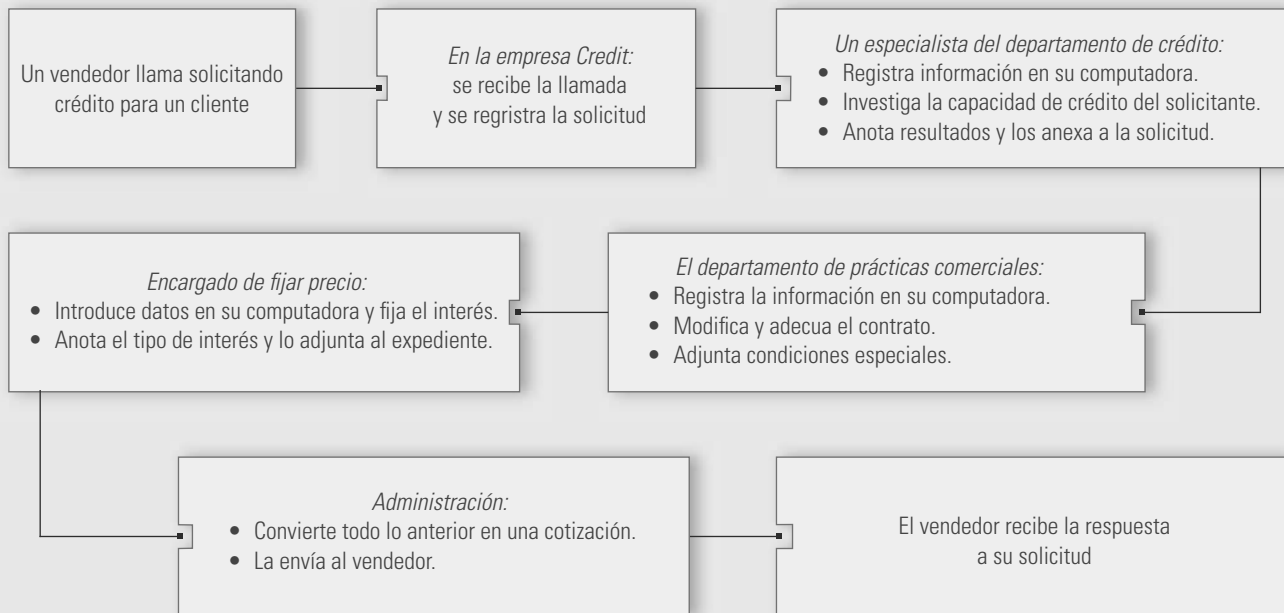 Un vendedor llama solicitando
crédito para un cliente
En la empresa Credit:
se recibe la llamada
y se regristra la solicitud
Un especialista del departamento de crédito:
• Registra información en su computadora.
• Investiga la capacidad de crédito del solicitante.
• Anota resultados y los anexa a la solicitud.
El departamento de prácticas comerciales:
• Registra la información en su computadora.
• Modifica y adecua el contrato.
• Adjunta condiciones especiales.
Encargado de fijar precio:
• Introduce datos en su computadora y fija el interés.
• Anota el tipo de interés y lo adjunta al expediente.
Administración:
• Convierte todo lo anterior en una cotización.
• La envía al vendedor.
El vendedor recibe la respuesta
a su solicitud